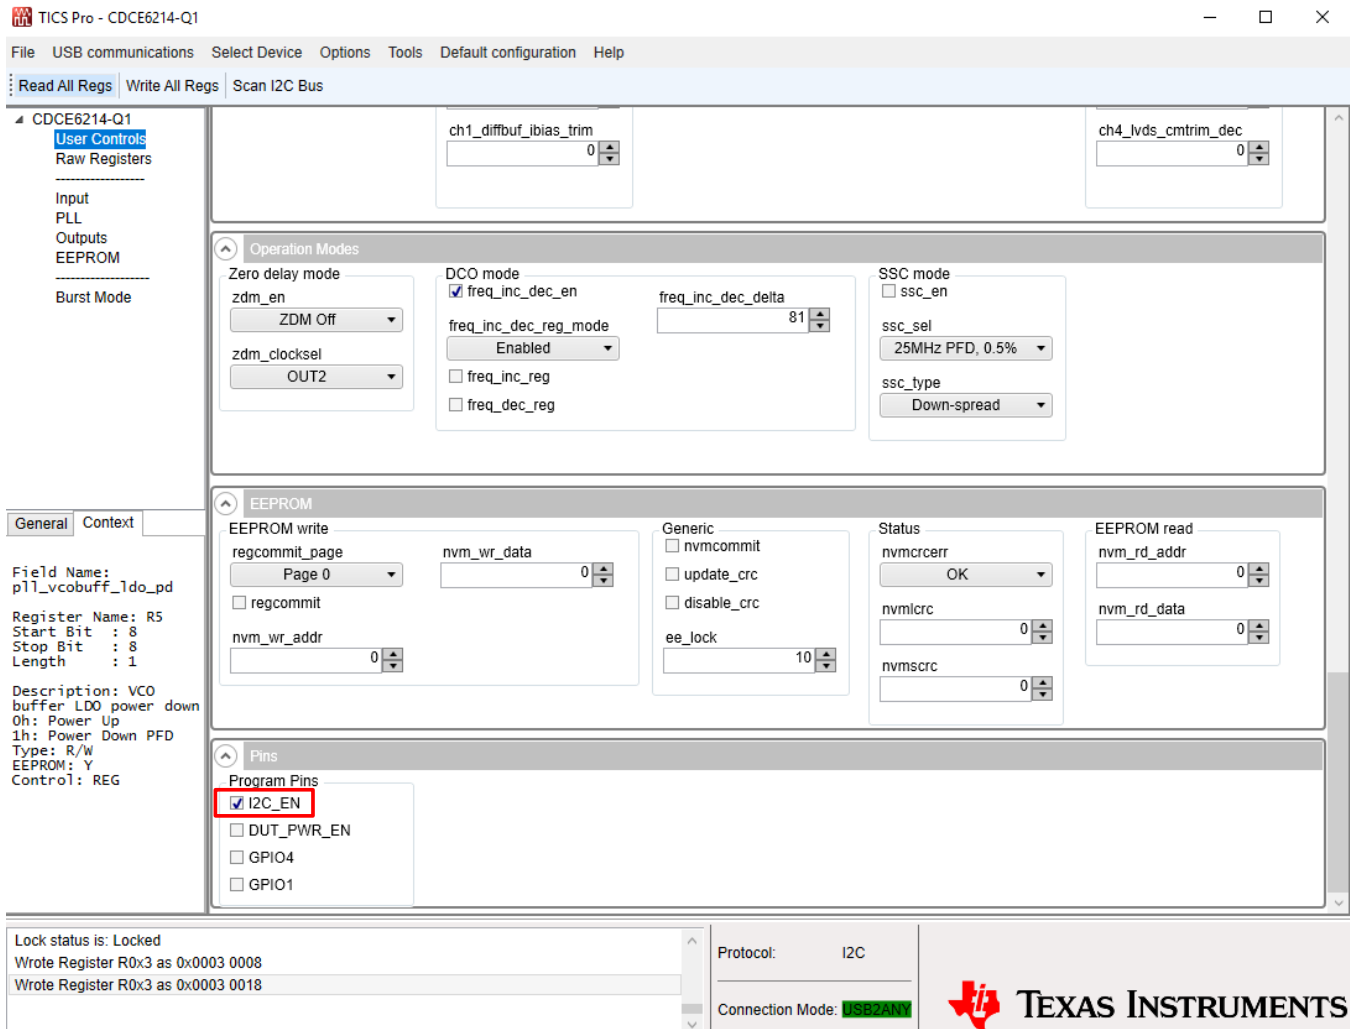 TICS Pro - CDCE6214-Q1
File USB communications Select Device Options Tools Default configuration Help
Read All Regs Write All Regs Scan I2C Bus
CDCE6214-Q1
User Controls
Raw Registers
------------------
Input
PLL
Outputs
EEPROM
-------------------
Burst Mode
General Context
Field Name:
pll_vcobuff_ldo_pd
Register Name: R5
Start Bit : 8
Stop Bit : 8
Length : 1
Description: VCO
buffer LDO power down
0h: Power Up
1h: Power Down PFD
Type: R/W
EEPROM: Y
Control: REG
ch1_diffbuf_ibias_trim
0
ch4_lvds_cmtrim_dec
0
Operation Modes
Zero delay mode
zdm_en
ZDM Off
zdm_clocksel
OUT2
DCO mode
freq_inc_dec_en
freq_inc_dec_reg_mode
Enabled
freq_inc_reg
freq_dec_reg
freq_inc_dec_delta
81
SSC mode
ssc_en
ssc_sel
25MHz PFD, 0.5%
ssc_type
Down-spread
EEPROM
EEPROM write
regcommit_page
Page 0
regcommit
nvm_wr_addr
0
nvm_wr_data
0
Generic
nvmcommit
update_crc
disable_crc
ee_lock
10
Status
nvmcrcerr
OK
nvmlcrc
0
nvmscrc
0
EEPROM read
nvm_rd_addr
0
nvm_rd_data
0
Pins
Program Pins
I2C_EN
DUT_PWR_EN
GPIO4
GPIO1
Lock status is: Locked
Wrote Register R0x3 as 0x0003 0008
Wrote Register R0x3 as 0x0003 0018
Protocol: I2C
Connection Mode: USB2ANY
TEXAS INSTRUMENTS